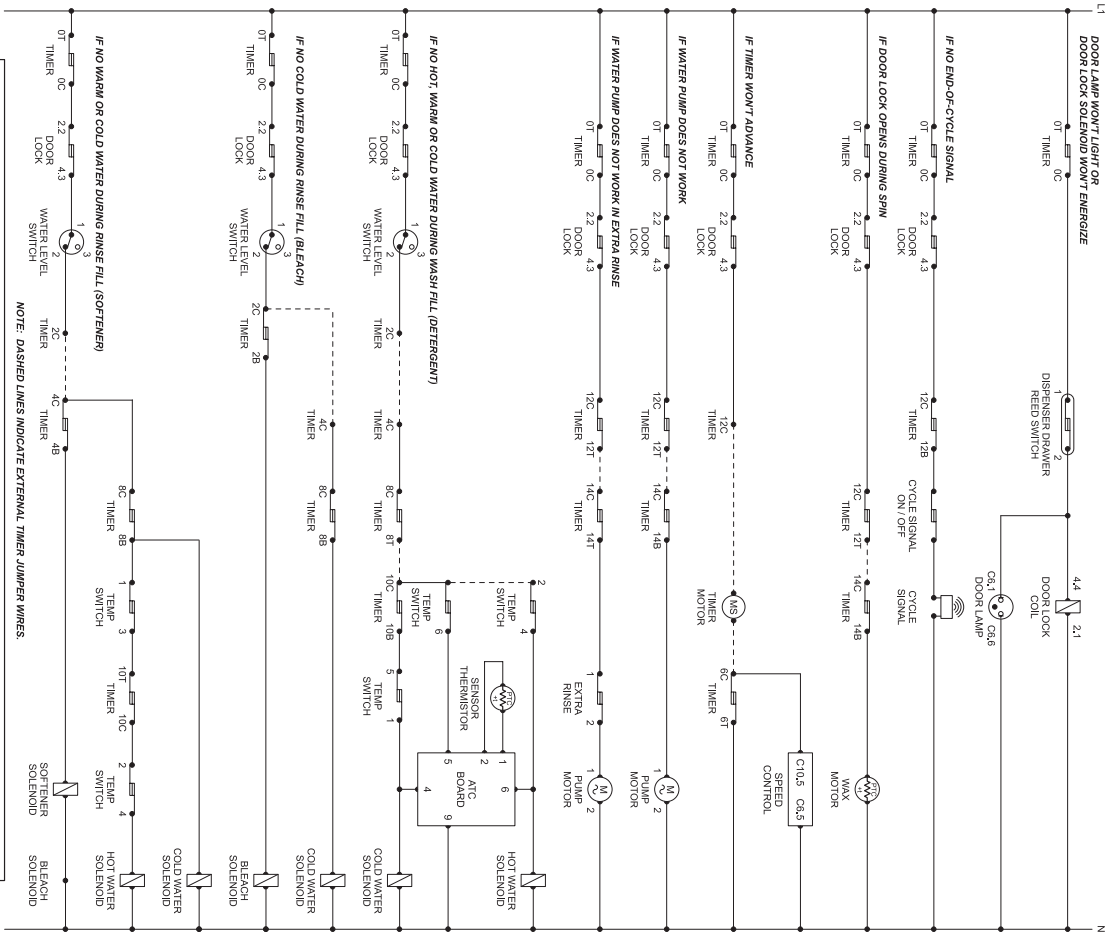 L1
N
DOOR LAMP WON'T LIGHT OR
DOOR LOCK SOLENOID WON'T ENERGIZE
0T 0C
TIMER
1 2
DISPENSER DRAWER
REED SWITCH
4.4 2.1
DOOR LOCK
COIL
C6.1 C6.6
DOOR LAMP
IF NO END-OF-CYCLE SIGNAL
0T 0C
TIMER
2.2 4.3
DOOR
LOCK
12C 12B
TIMER
CYCLE SIGNAL
ON / OFF
CYCLE
SIGNAL
IF DOOR LOCK OPENS DURING SPIN
0T 0C
TIMER
2.2 4.3
DOOR
LOCK
12C 12T
TIMER
14C 14B
TIMER
PTC
+t
WAX
MOTOR
IF TIMER WON'T ADVANCE
C10.5 C6.5
SPEED
CONTROL
0T 0C
TIMER
2.2 4.3
DOOR
LOCK
12C
TIMER
MS
TIMER
MOTOR
6C 6T
TIMER
IF WATER PUMP DOES NOT WORK
0T 0C
TIMER
2.2 4.3
DOOR
LOCK
12C 12T
TIMER
14C 14B
TIMER
1 M 2
PUMP
MOTOR
IF WATER PUMP DOES NOT WORK IN EXTRA RINSE
0T 0C
TIMER
2.2 4.3
DOOR
LOCK
12C 12T
TIMER
14C 14T
TIMER
1 2
EXTRA
RINSE
1 M 2
PUMP
MOTOR
IF NO HOT, WARM OR COLD WATER DURING WASH FILL (DETERGENT)
2 4
TEMP
SWITCH
HOT WATER
SOLENOID
PTC
+t
SENSOR
THERMISTOR
6
TEMP
SWITCH
1 6
2
ATC
BOARD
5 4 9
0T 0C
TIMER
2.2 4.3
DOOR
LOCK
1 3 2
WATER LEVEL
SWITCH
2C
TIMER
4C
TIMER
8C 8T
TIMER
10C 10B
TIMER
5 1
TEMP
SWITCH
COLD WATER
SOLENOID
IF NO COLD WATER DURING RINSE FILL (BLEACH)
4C
TIMER
8C 8B
TIMER
COLD WATER
SOLENOID
0T 0C
TIMER
2.2 4.3
DOOR
LOCK
1 3 2
WATER LEVEL
SWITCH
2C 2B
TIMER
BLEACH
SOLENOID
IF NO WARM OR COLD WATER DURING RINSE FILL (SOFTENER)
COLD WATER
SOLENOID
8C 8B
TIMER
1 3
TEMP
SWITCH
10T 10C
TIMER
2 4
TEMP
SWITCH
HOT WATER
SOLENOID
0T 0C
TIMER
2.2 4.3
DOOR
LOCK
1 3 2
WATER LEVEL
SWITCH
2C
TIMER
4C 4B
TIMER
SOFTENER
SOLENOID
BLEACH
SOLENOID
NOTE: DASHED LINES INDICATE EXTERNAL TIMER JUMPER WIRES.